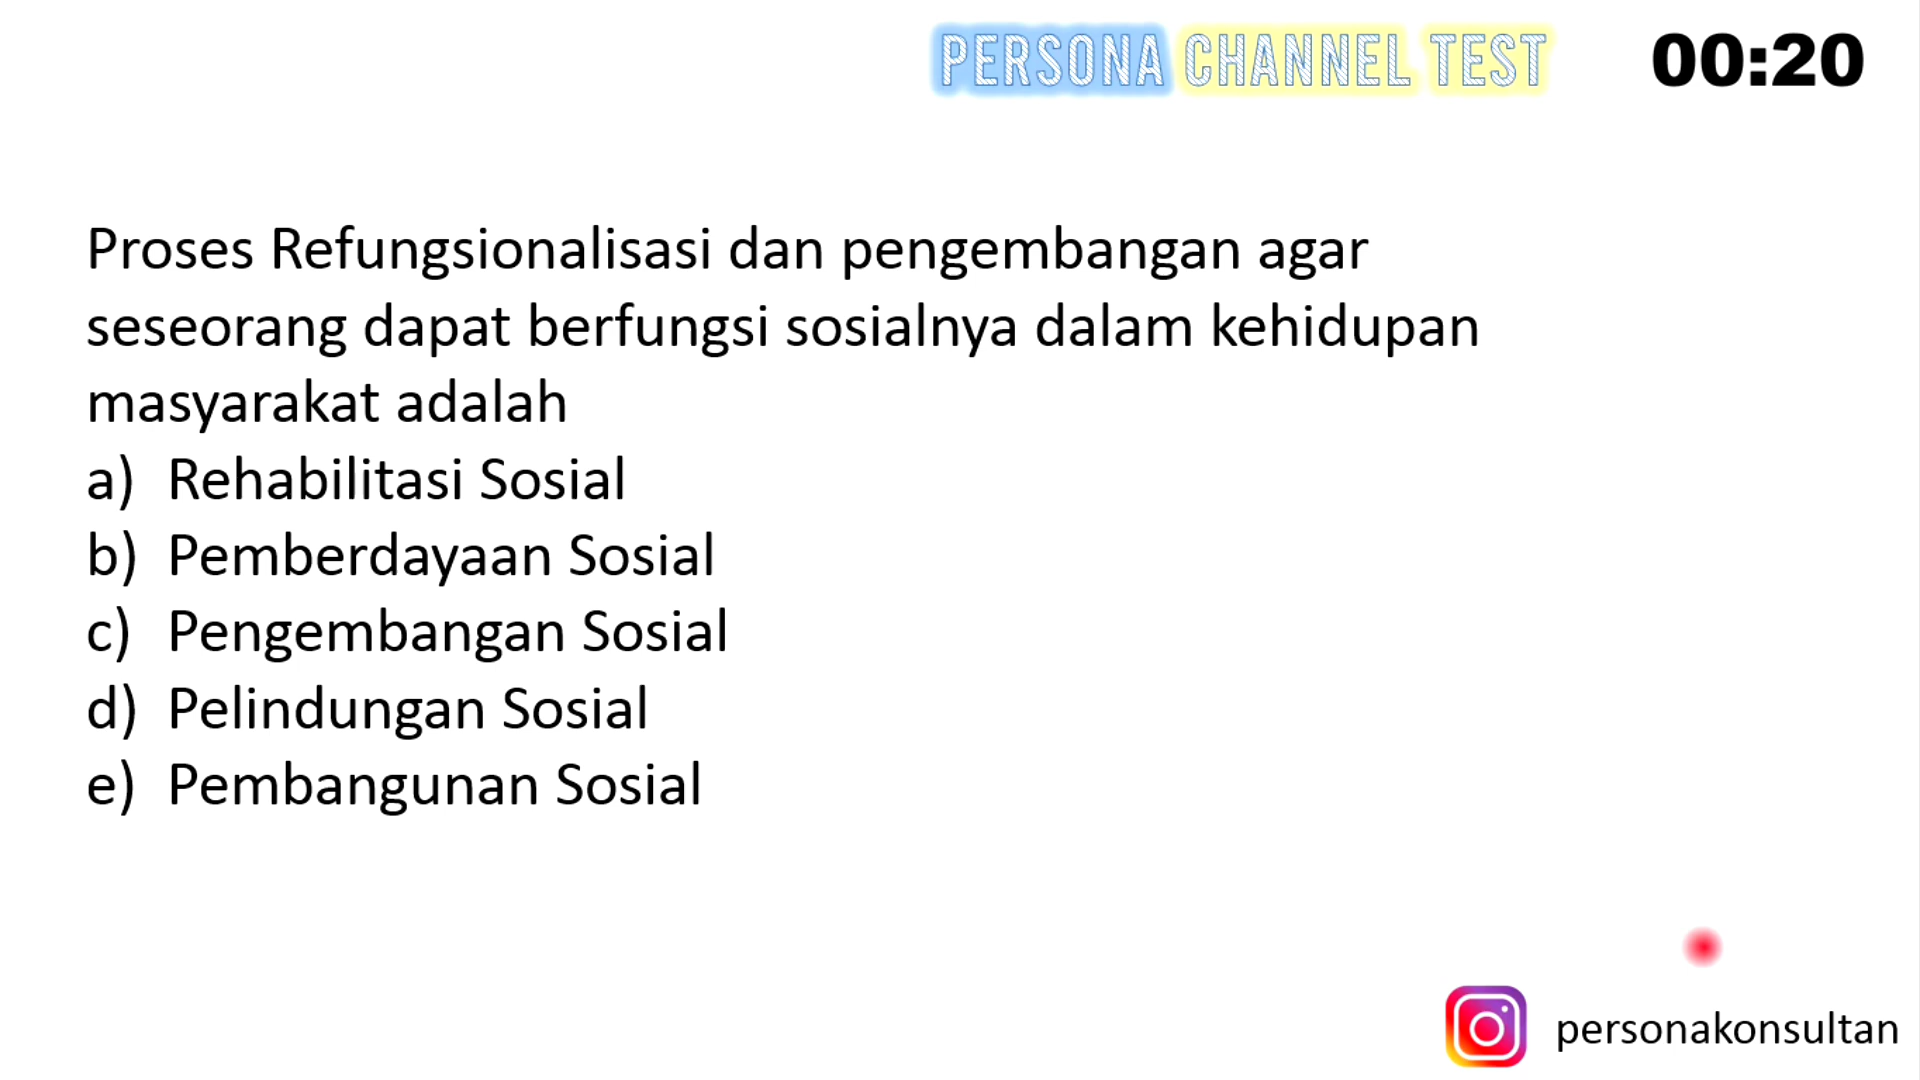 PERSONA CHANNEL TEST
00:20
Proses Refungsionalisasi dan pengembangan agar
seseorang dapat berfungsi sosialnya dalam kehidupan
masyarakat adalah
a) Rehabilitasi Sosial
b) Pemberdayaan Sosial
c) Pengembangan Sosial
d) Pelindungan Sosial
e) Pembangunan Sosial
personakonsultan